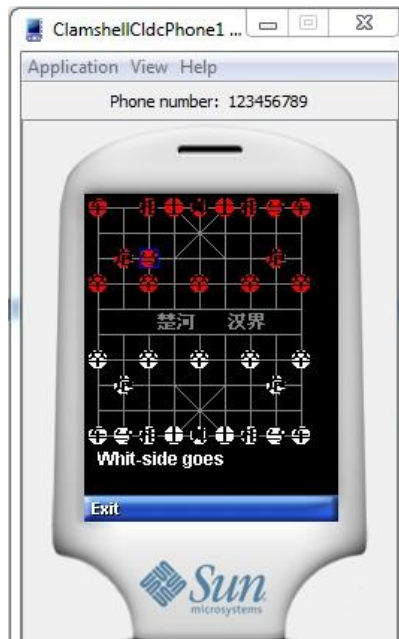 ClamshellCldcPhone1 ...
Application View Help
Phone number: 123456789
楚河 汉界
Whit-side goes
Exit
Sun
microsystems